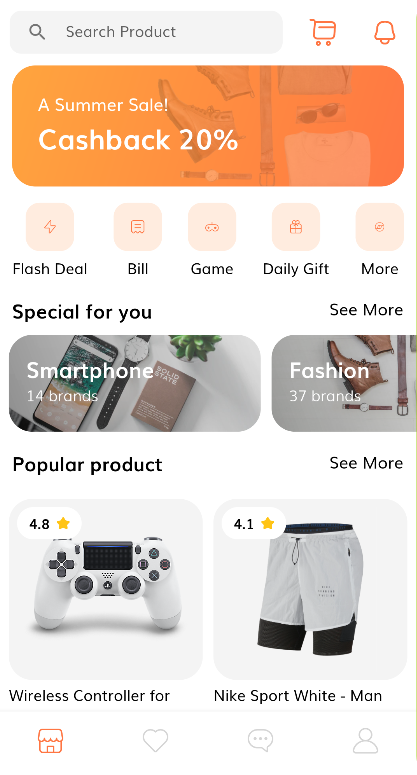 Search Product
A Summer Sale!
Cashback 20%
Flash Deal
Bill
Game
Daily Gift
More
Special for you
See More
Smartphone
14 brands
SOLID
STATE.
Fashion
37 brands
Popular product
See More
4.8
4.1
Wireless Controller for
Nike Sport White - Man